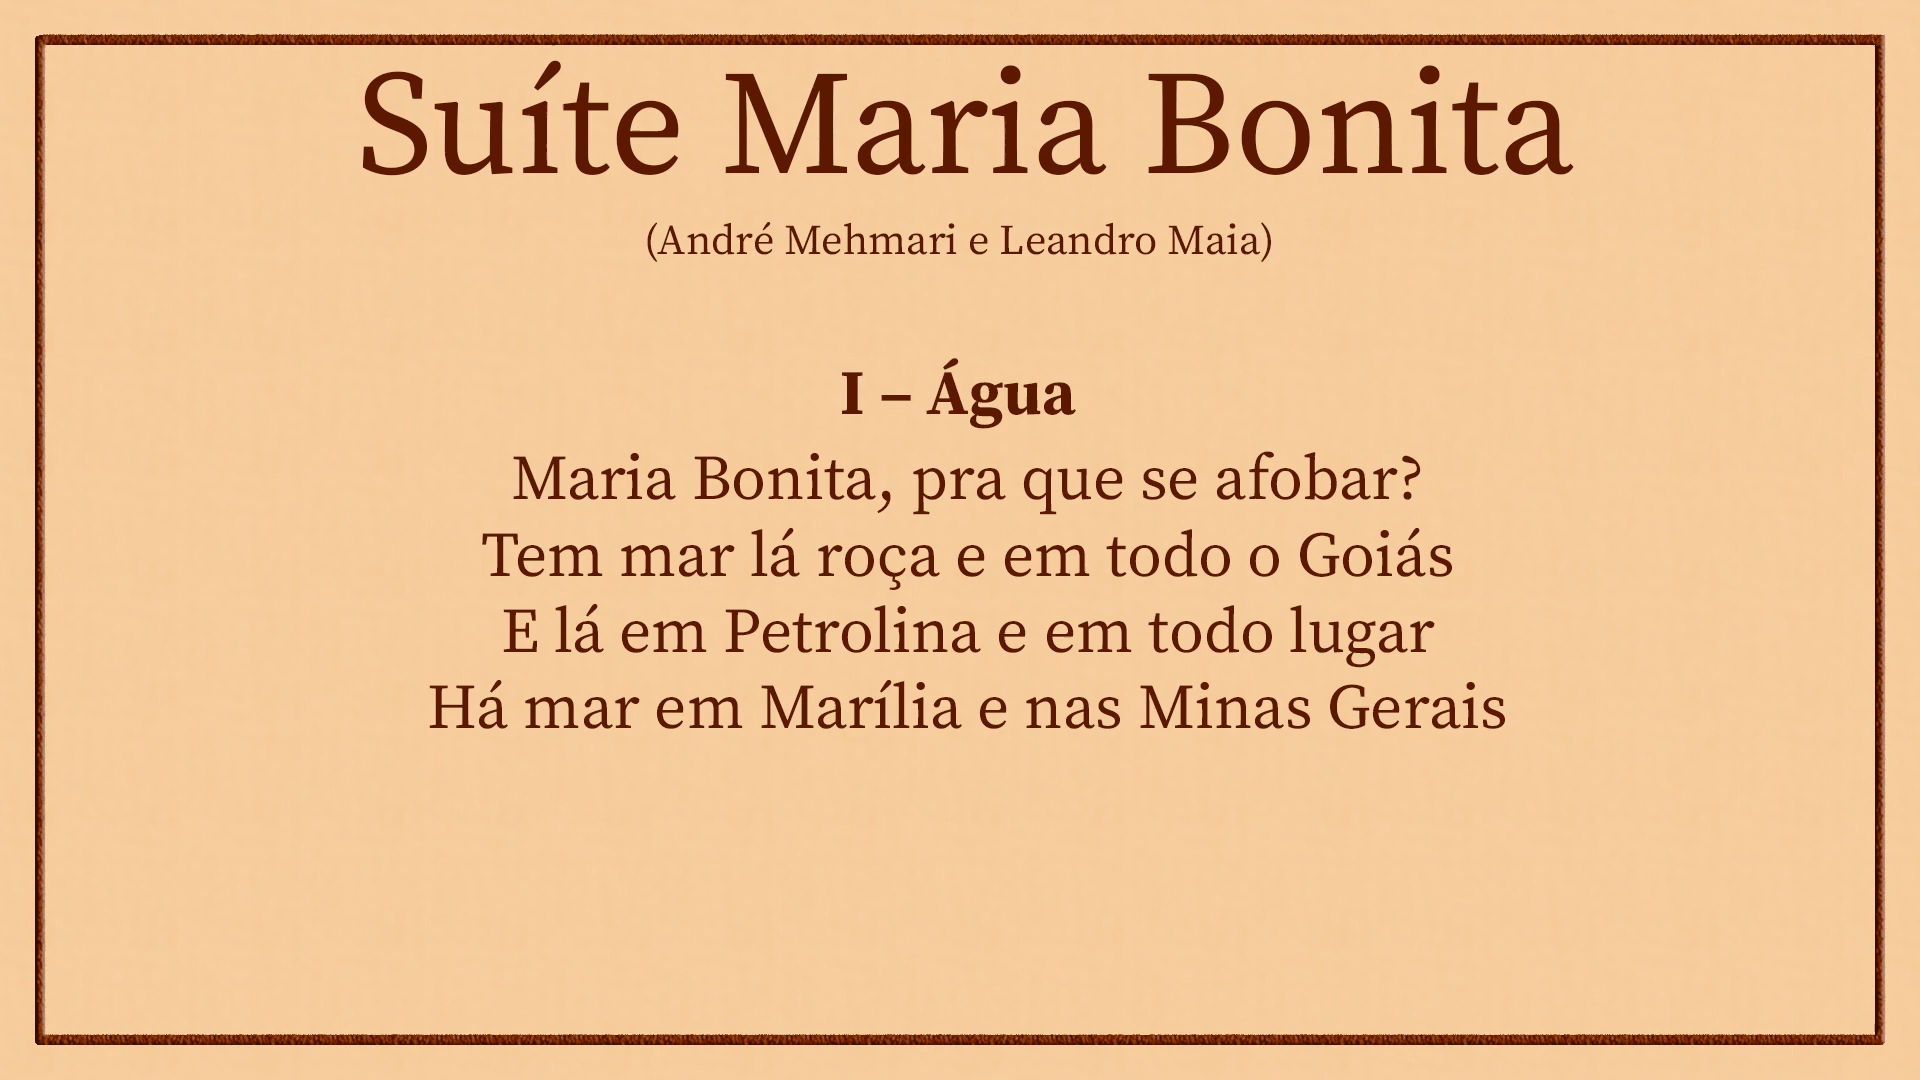 Suíte Maria Bonita
(André Mehmari e Leandro Maia)
I – Água
Maria Bonita, pra que se afobar?
Tem mar lá roça e em todo o Goiás
E lá em Petrolina e em todo lugar
Há mar em Marília e nas Minas Gerais